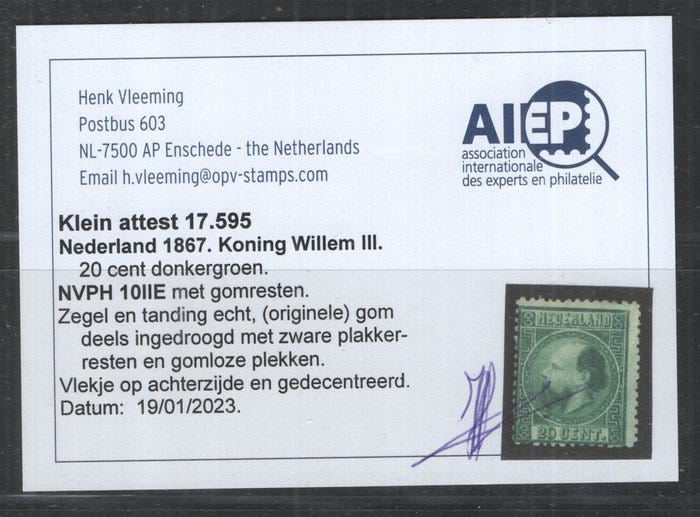 Henk Vleeming
Postbus 603
NL-7500 AP Enschede - the Netherlands
Email h.vleeming@opv-stamps.com
AIEP
association
internationale
des experts en philatelie
Klein attest 17.595
Nederland 1867. Koning Willem III.
20 cent donkergroen.
NVPH 10IIE met gomresten.
Zegel en tanding echt, (originele) gom
deels ingedroogd met zware plakker-
resten en gomloze plekken.
Vlekje op achterzijde en gedecentreerd.
Datum: 19/01/2023.
NEDERLAND
20 CENT.